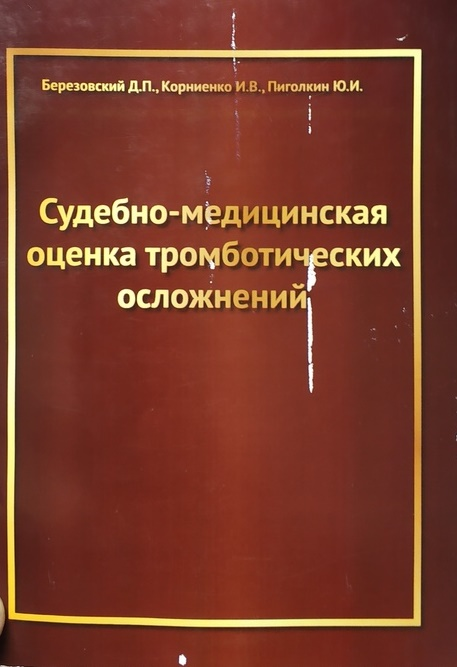 Березовский Д.П., Корниенко И.В., Пиголкин Ю.И.
Судебно-медицинская
оценка тромботических
осложнений